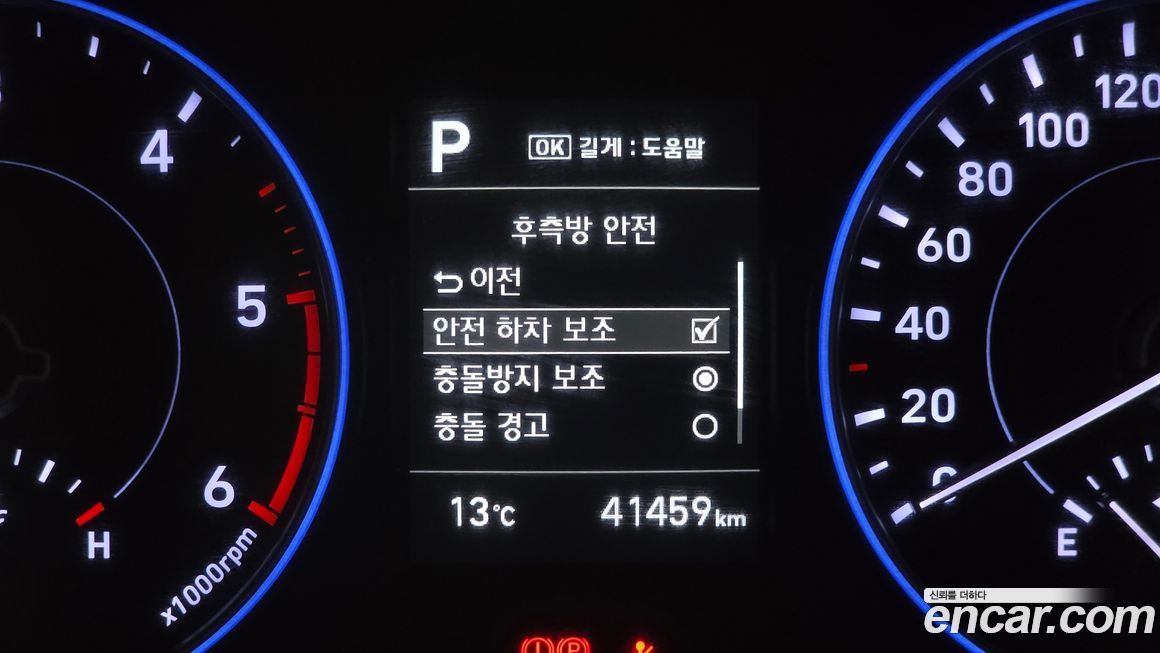 4
5
6
x1000rpm
H
P
OK 길게 : 도움말
후측방 안전
이전
안전 하차 보조
충돌방지 보조
충돌 경고
13℃
41459km
120
100
80
60
40
20
0
E
신뢰를 더하다
encar.com